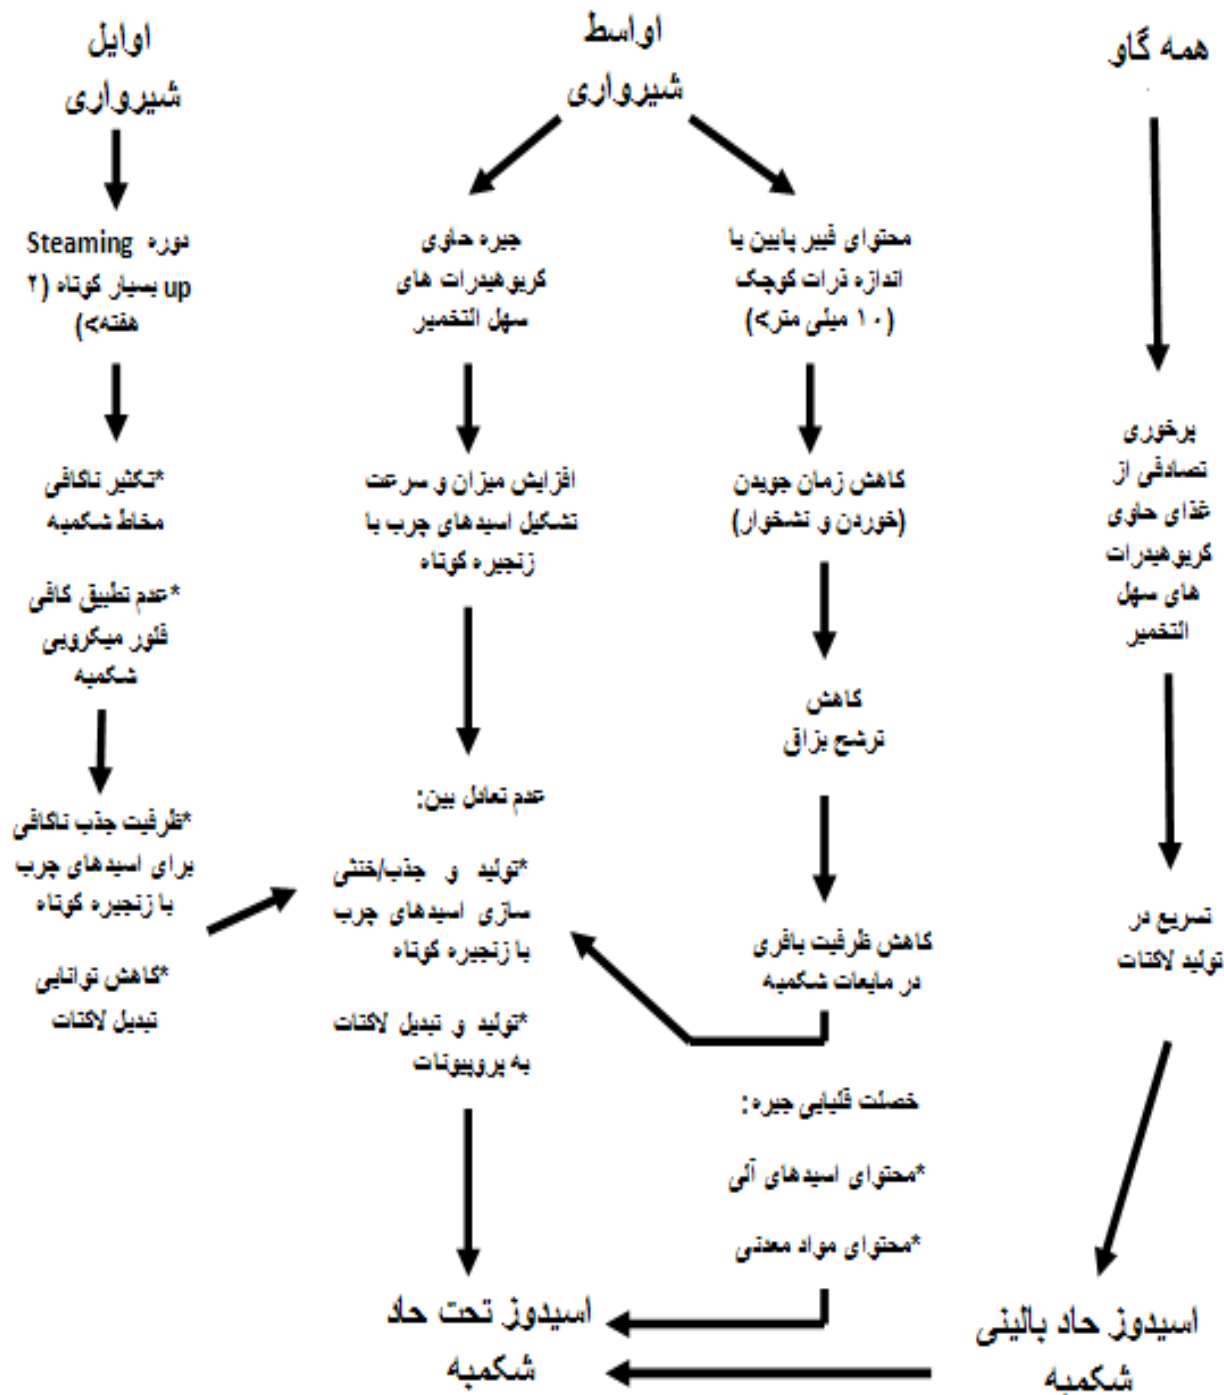 اوایل
شیرواری
دوره Steaming
up بسیار کوتاه (۲
هفته>)
*تکثیر ناکافی
مخاط شکمبه
*عدم تطبیق کافی
فلور میکروبی
شکمبه
*ظرفیت جذب ناکافی
برای اسیدهای چرب
با زنجیره کوتاه
*کاهش توانایی
تبدیل لاکتات
اواسط
شیرواری
جیره حاوی
کربوهیدرات های
سهل التخمیر
افزایش میزان و سرعت
تشکیل اسیدهای چرب با
زنجیره کوتاه
عدم تعادل بین:
*تولید و جذب/خنثی
سازی اسیدهای چرب
با زنجیره کوتاه
*تولید و تبدیل لاکتات
به پروپیونات
اسیدوز تحت حاد
شکمبه
محتوای فیبر پایین یا
اندازه ذرات کوچک
(۱۰ میلی متر>)
کاهش زمان جویدن
(خوردن و نشخوار)
کاهش
ترشح بزاق
کاهش ظرفیت بافری
در مایعات شکمبه
خصلت قلیایی جیره:
*محتوای اسیدهای آلی
*محتوای مواد معدنی
همه گاو
برخوری
تصادفی از
غذای حاوی
کربوهیدرات
های سهل
التخمیر
تسریع در
تولید لاکتات
اسیدوز حاد بالینی
شکمبه